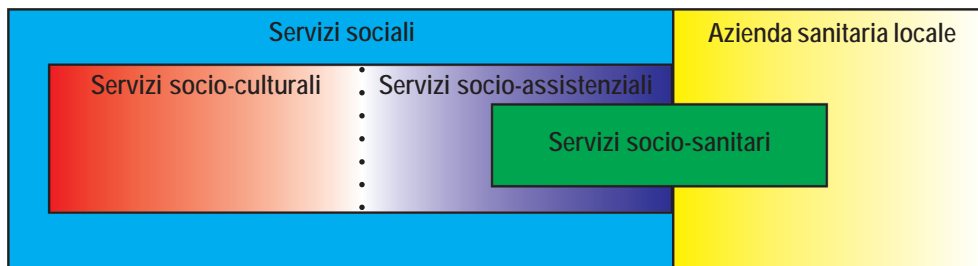 Servizi sociali
Azienda sanitaria locale
Servizi socio-culturali
Servizi socio-assistenziali
Servizi socio-sanitari